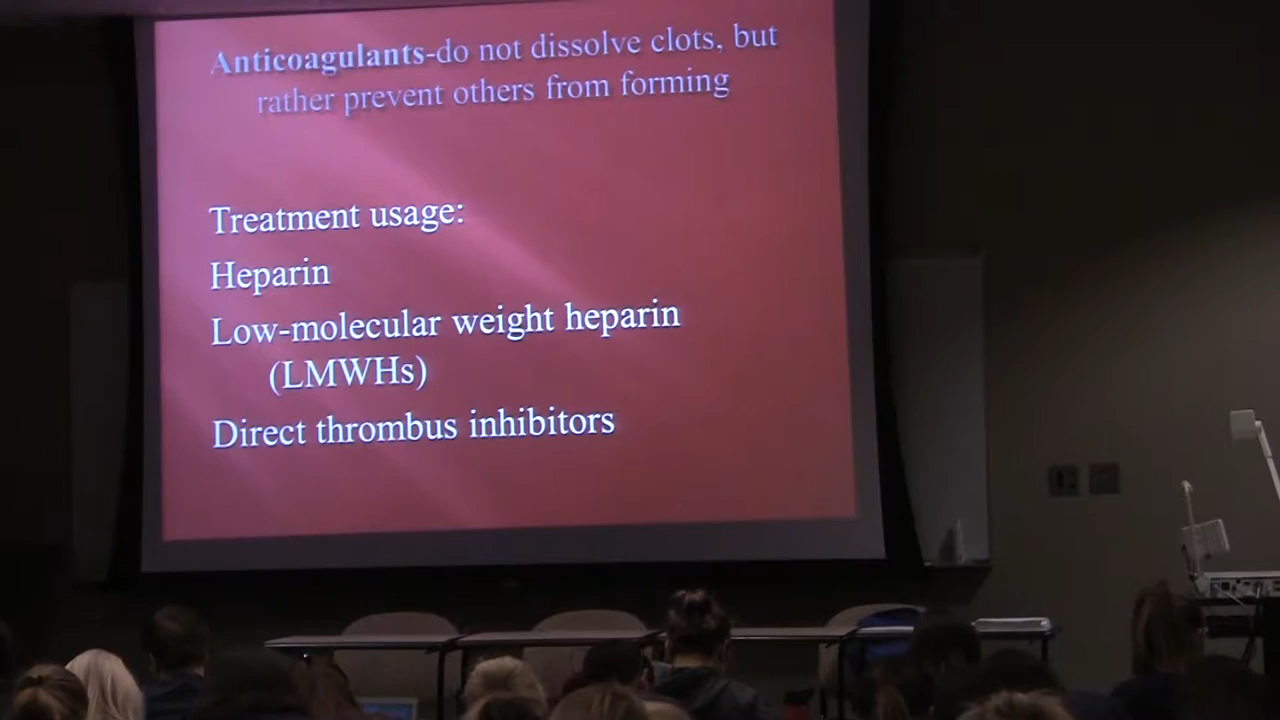 Anticoagulants-do not dissolve clots, but
rather prevent others from forming
Treatment usage:
Heparin
Low-molecular weight heparin
(LMWHs)
Direct thrombus inhibitors